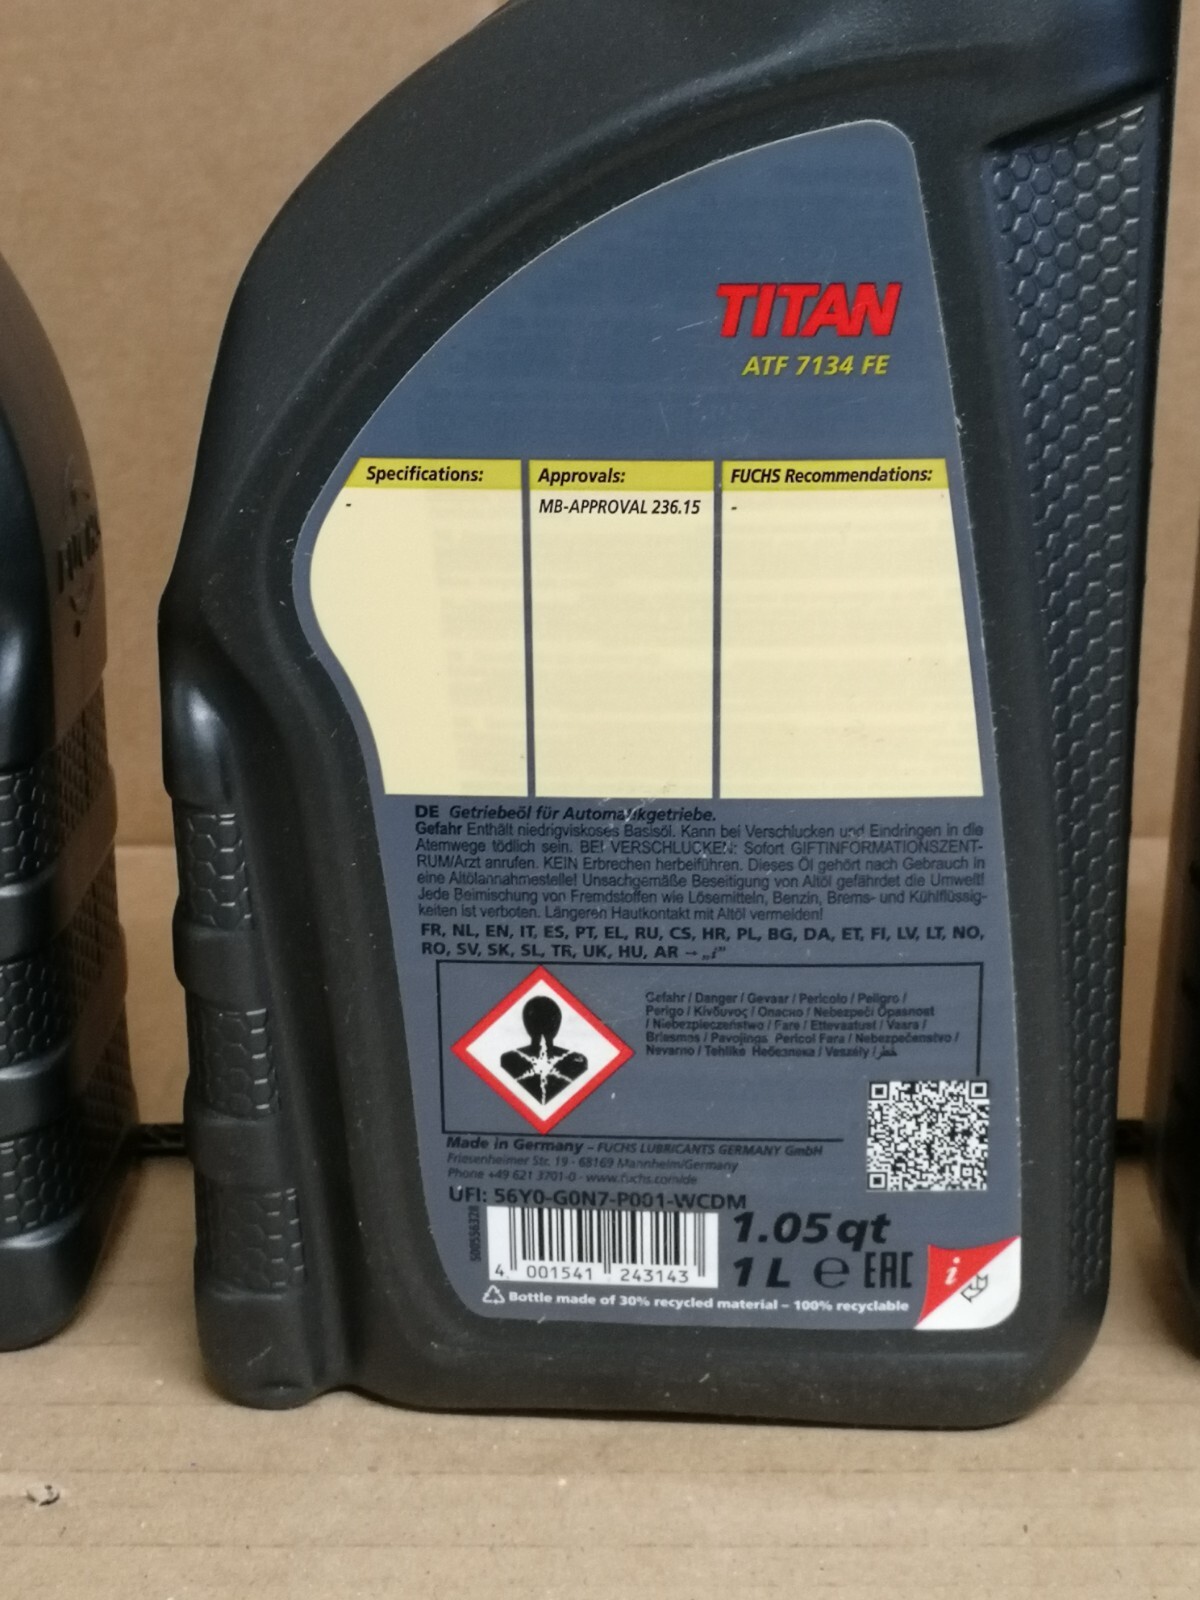 TITAN
ATF 7134 FE
Specifications:
-
Approvals:
MB-APPROVAL 236.15
FUCHS Recommendations:
-
DE Getriebeöl für Automatikgetriebe.
Gefahr Enthält niedrigviskoses Basisöl. Kann bei Verschlucken und Eindringen in die
Atemwege tödlich sein. BEI VERSCHLUCKEN: Sofort GIFTINFORMATIONSZENT-
RUM/Arzt anrufen. KEIN Erbrechen herbeiführen. Dieses Öl gehört nach Gebrauch in
eine Altölannahmestelle! Unsachgemäße Beseitigung von Altöl gefährdet die Umwelt!
Jede Beimischung von Fremdstoffen wie Lösemitteln, Benzin, Brems- und Kühlflüssig-
keiten ist verboten. Längeren Hautkontakt mit Altöl vermeiden!
FR, NL, EN, IT, ES, PT, EL, RU, CS, HR, PL, BG, DA, ET, FI, LV, LT, NO,
RO, SV, SK, SL, TR, UK, HU, AR → „i"
Gefahr / Danger / Gevaar / Pericolo / Peligro /
Perigo / Κίνδυνος / Опасно / Nebezpečí Opasnost
/ Niebezpieczeństwo / Fare / Ettevaatust / Vaara /
Briesmas / Pavojings Pericol Fara / Nebezpečenstvo /
Nevarno / Tehlike Небезпека / Veszély / خطر
Made in Germany – FUCHS LUBRICANTS GERMANY GmbH
Friesenheimer Str. 19 - 68169 Mannheim/Germany
Phone +49 621 3701-0 - www.fuchs.com/de
UFI: 56Y0-G0N7-P001-WCDM
4 001541 243143
1.05 qt
1 L ℮ EAC
i
Bottle made of 30% recycled material – 100% recyclable
FUCHS